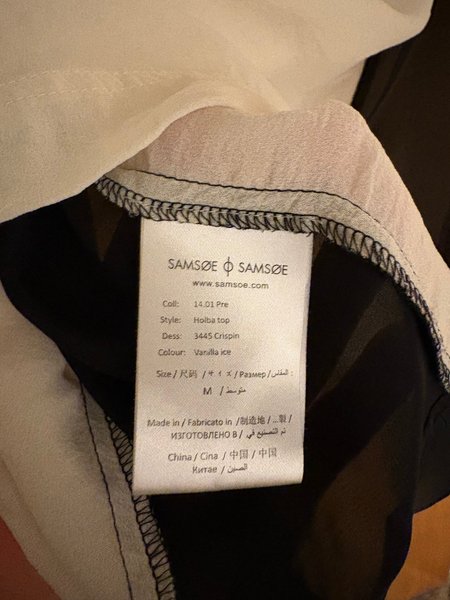 SAMSØE ϕ SAMSØE
www.samsoe.com
Coll: 14.01 Pre
Style: Holba top
Dess: 3445 Crispin
Colour: Vanilla ice
Size / 尺码 / サイズ / Размер / المقاس:
M / متوسط
Made in / Fabricato in / 制造地 / ...製 /
ИЗГОТОВЛЕНО В / تم التصنيع في
China / Cina / 中国 / 中国
Китае / الصين